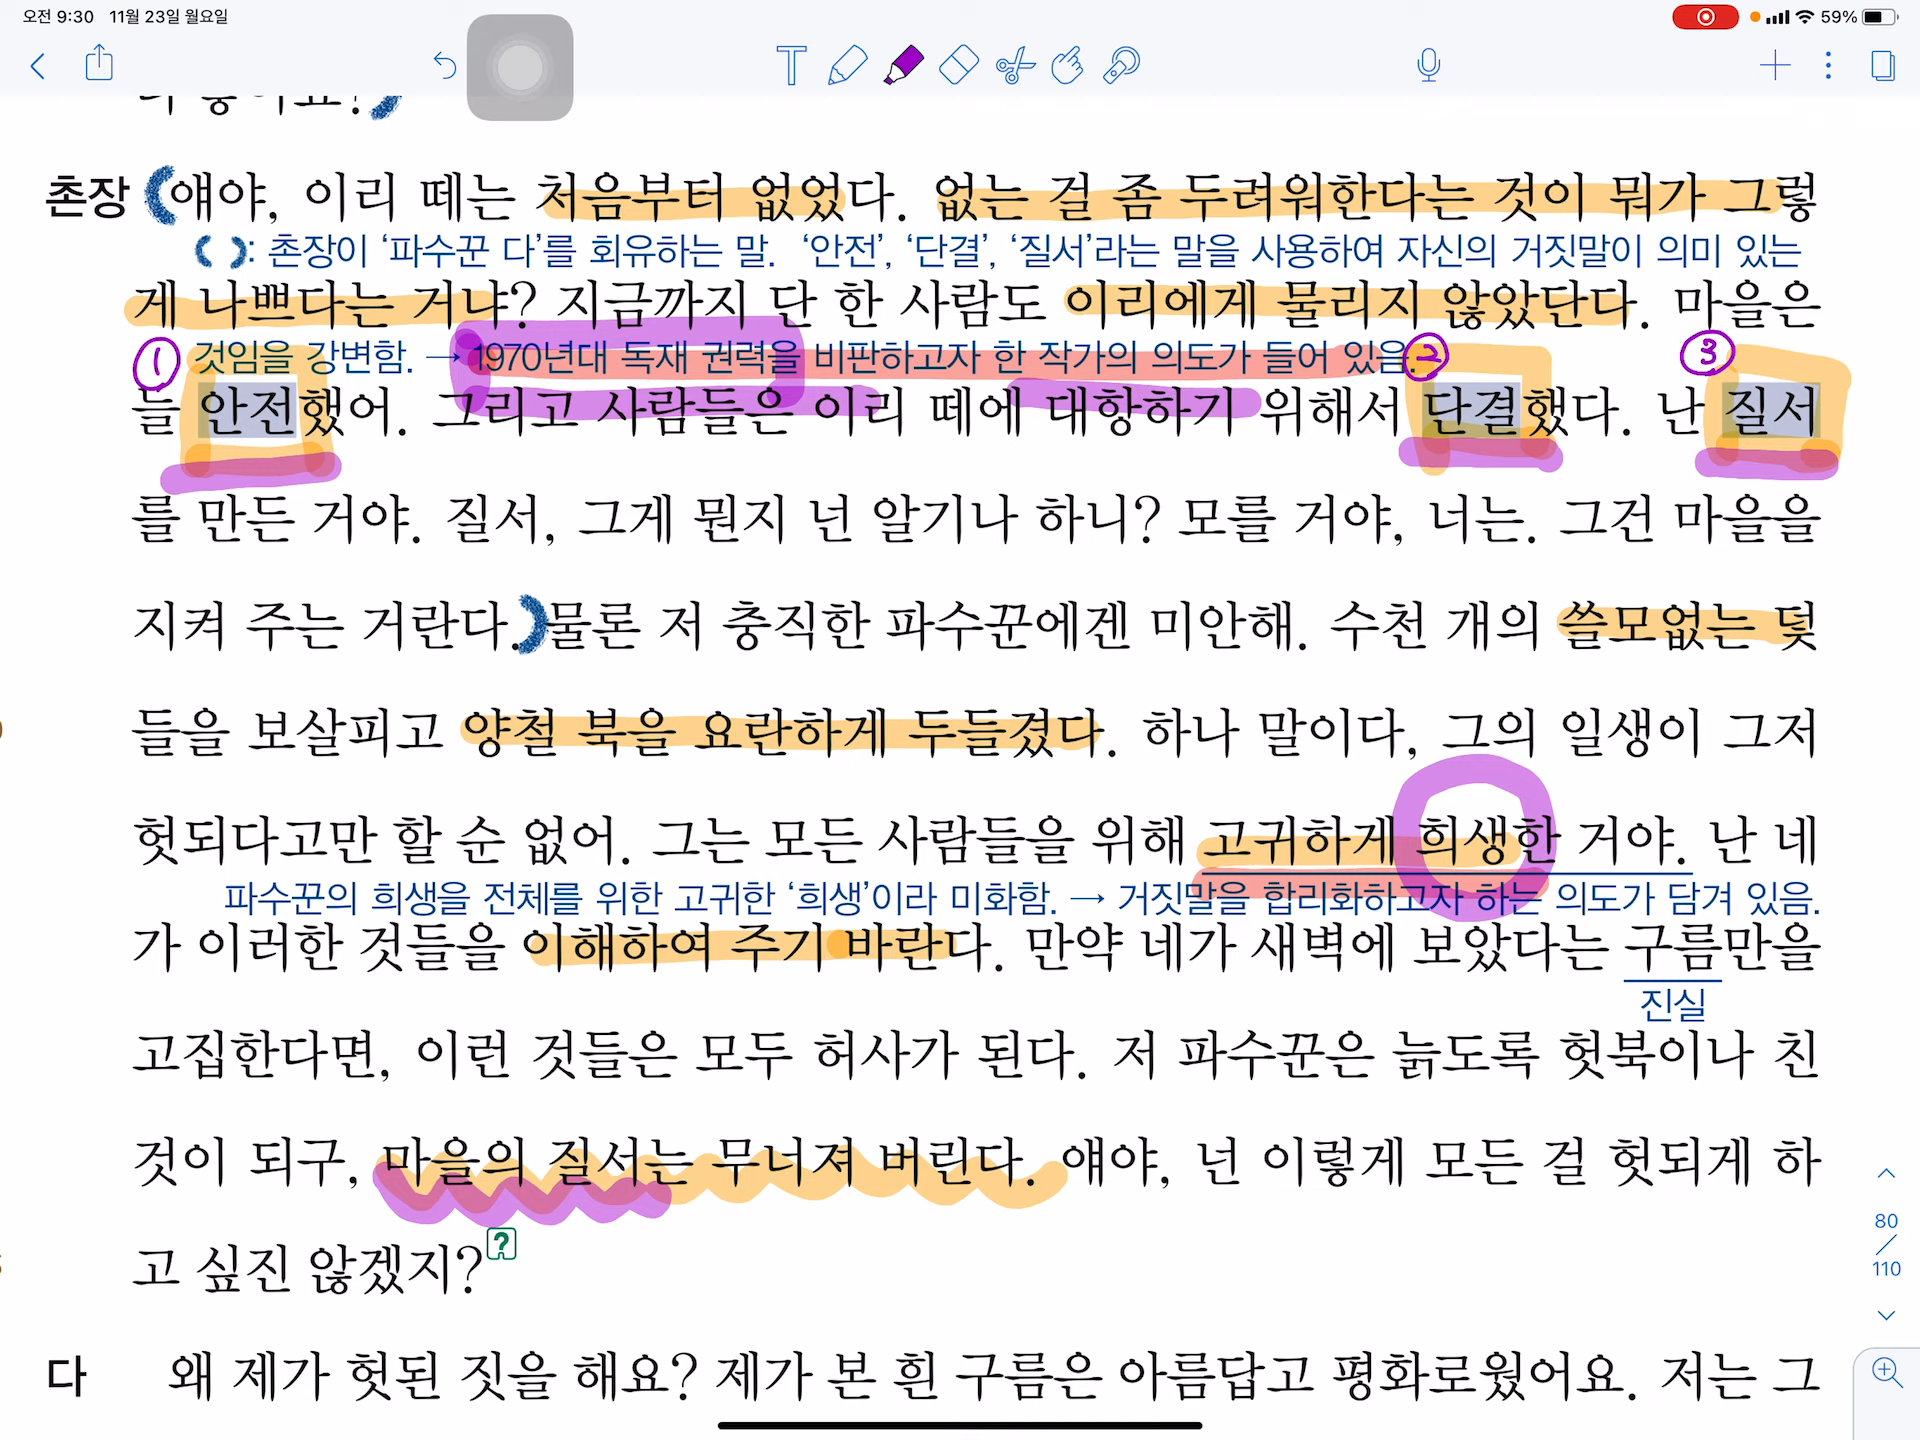 오전 9:30 11월 23일 월요일
59%
촌장 얘야, 이리 떼는 처음부터 없었다. 없는 걸 좀 두려워한다는 것이 뭐가 그렇
( ): 촌장이 ‘파수꾼 다’를 회유하는 말. ‘안전’, ‘단결’, ‘질서’라는 말을 사용하여 자신의 거짓말이 의미 있는
게 나쁘다는 거냐? 지금까지 단 한 사람도 이리에게 물리지 않았단다. 마을은
① 것임을 강변함. → 1970년대 독재 권력을 비판하고자 한 작가의 의도가 들어 있음. ② ③
늘 안전했어. 그리고 사람들은 이리 떼에 대항하기 위해서 단결했다. 난 질서
를 만든 거야. 질서, 그게 뭔지 넌 알기나 하니? 모를 거야, 너는. 그건 마을을
지켜 주는 거란다.) 물론 저 충직한 파수꾼에겐 미안해. 수천 개의 쓸모없는 덫
들을 보살피고 양철 북을 요란하게 두들겼다. 하나 말이다, 그의 일생이 그저
헛되다고만 할 순 없어. 그는 모든 사람들을 위해 고귀하게 희생한 거야. 난 네
파수꾼의 희생을 전체를 위한 고귀한 ‘희생’이라 미화함. → 거짓말을 합리화하고자 하는 의도가 담겨 있음.
가 이러한 것들을 이해하여 주기 바란다. 만약 네가 새벽에 보았다는 구름만을
진실
고집한다면, 이런 것들은 모두 허사가 된다. 저 파수꾼은 늙도록 헛북이나 친
것이 되구, 마을의 질서는 무너져 버린다. 얘야, 넌 이렇게 모든 걸 헛되게 하
고 싶진 않겠지? ?
다 왜 제가 헛된 짓을 해요? 제가 본 흰 구름은 아름답고 평화로웠어요. 저는 그
80
/
110